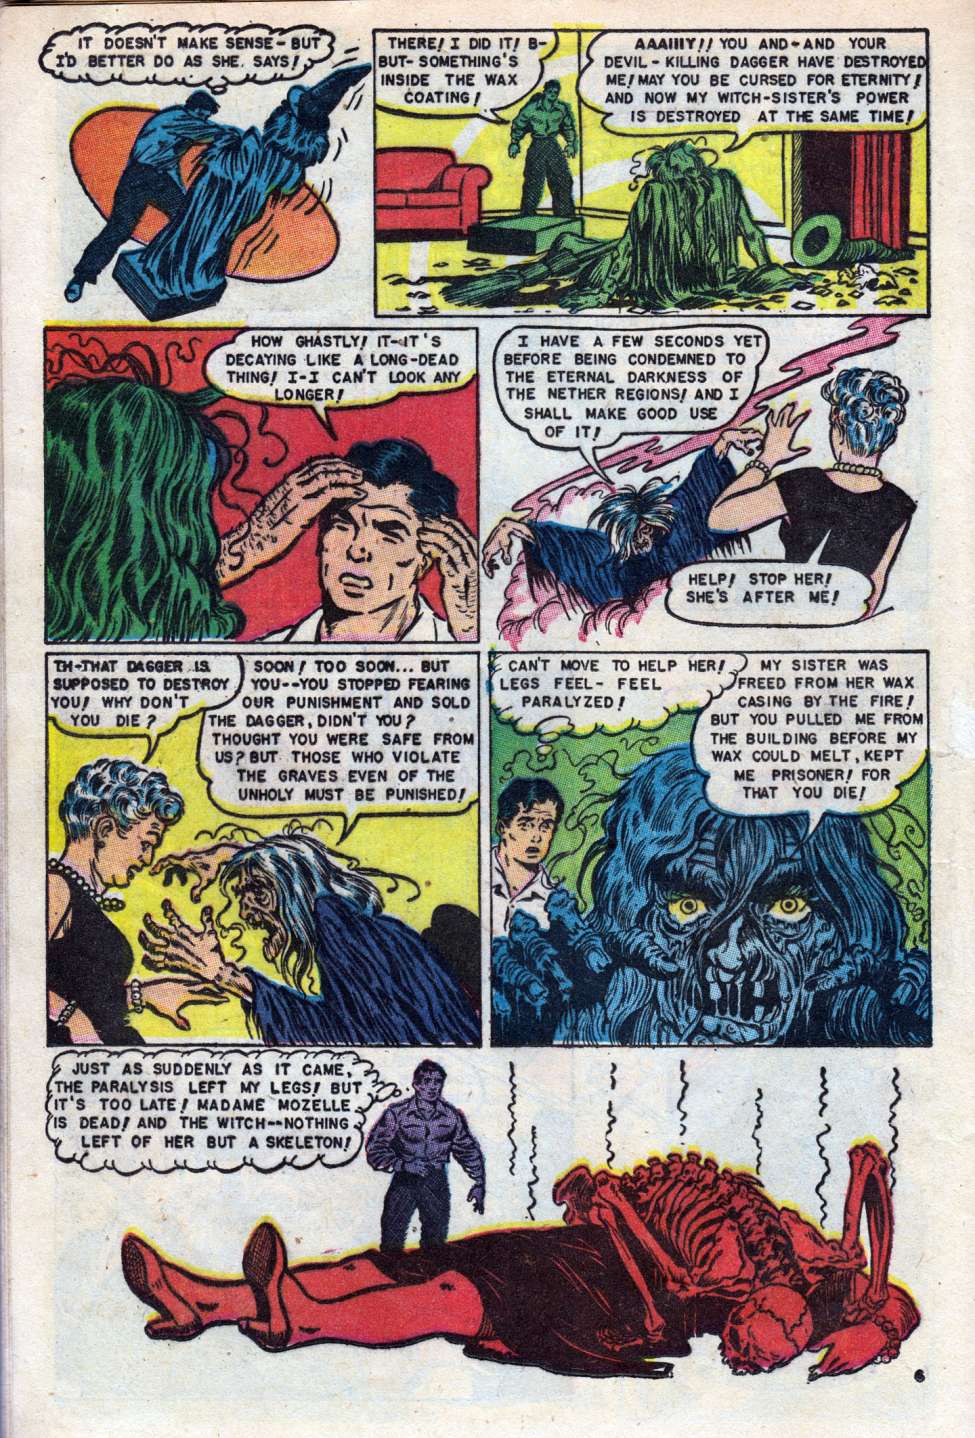 IT DOESN'T MAKE SENSE-BUT
I'D BETTER DO AS SHE SAYS!
THERE! I DID IT! B-
BUT-SOMETHING'S
INSIDE THE WAX
COATING!
AAAIIIY!! YOU AND-AND YOUR
DEVIL-KILLING DAGGER HAVE DESTROYED
ME! MAY YOU BE CURSED FOR ETERNITY!
AND NOW MY WITCH-SISTER'S POWER
IS DESTROYED AT THE SAME TIME!
HOW GHASTLY! IT-IT'S
DECAYING LIKE A LONG-DEAD
THING! I-I CAN'T LOOK ANY
LONGER!
I HAVE A FEW SECONDS YET
BEFORE BEING CONDEMNED TO
THE ETERNAL DARKNESS OF
THE NETHER REGIONS! AND I
SHALL MAKE GOOD USE
OF IT!
HELP! STOP HER!
SHE'S AFTER ME!
TH-THAT DAGGER IS
SUPPOSED TO DESTROY
YOU! WHY DON'T
YOU DIE?
SOON! TOO SOON... BUT
YOU--YOU STOPPED FEARING
OUR PUNISHMENT AND SOLD
THE DAGGER, DIDN'T YOU?
THOUGHT YOU WERE SAFE FROM
US? BUT THOSE WHO VIOLATE
THE GRAVES EVEN OF THE
UNHOLY MUST BE PUNISHED!
CAN'T MOVE TO HELP HER!
LEGS FEEL-FEEL
PARALYZED!
MY SISTER WAS
FREED FROM HER WAX
CASING BY THE FIRE!
BUT YOU PULLED ME FROM
THE BUILDING BEFORE MY
WAX COULD MELT, KEPT
ME PRISONER! FOR
THAT YOU DIE!
JUST AS SUDDENLY AS IT CAME,
THE PARALYSIS LEFT MY LEGS! BUT
IT'S TOO LATE! MADAME MOZELLE
IS DEAD! AND THE WITCH--NOTHING
LEFT OF HER BUT A SKELETON!
6